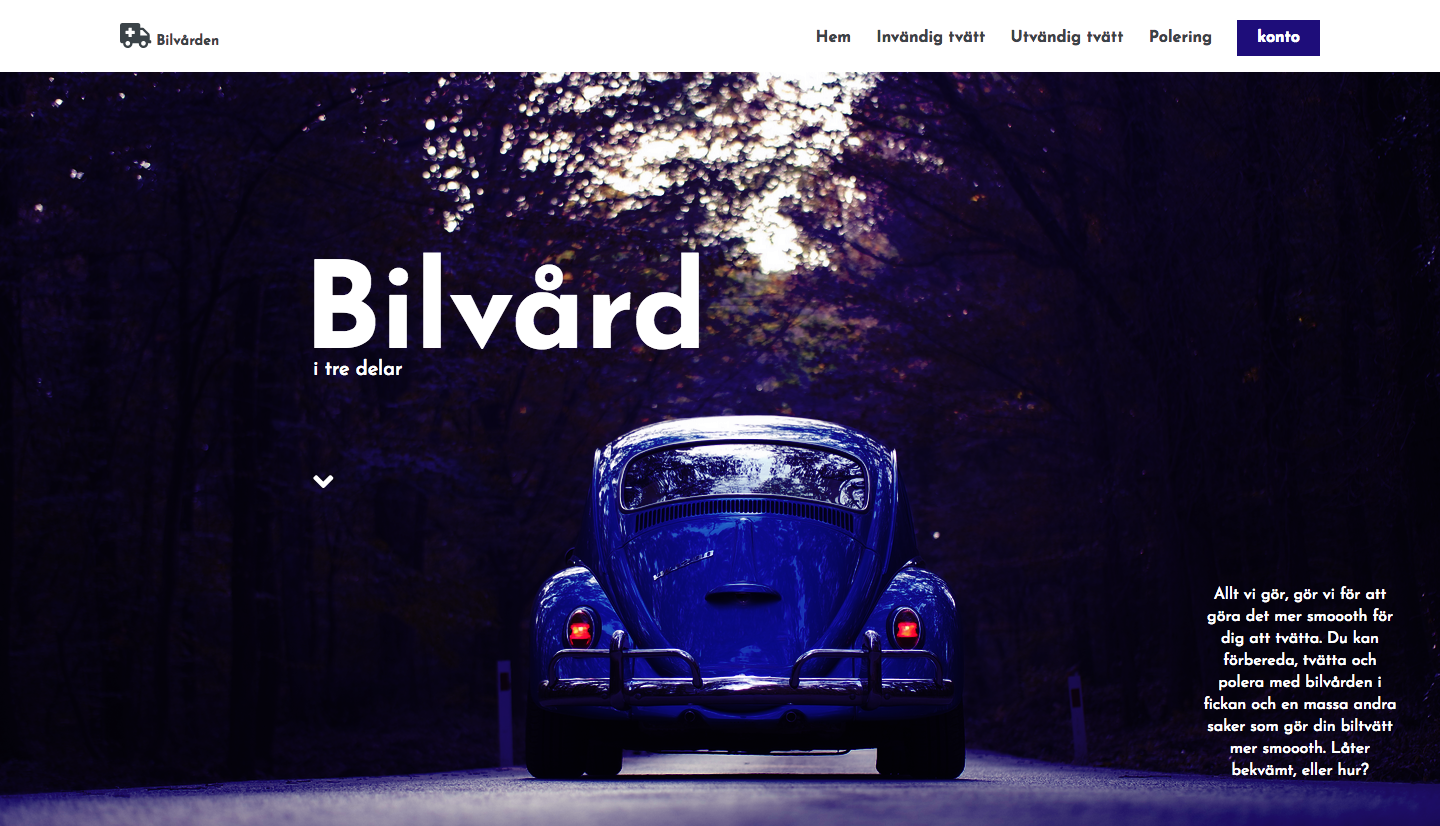 Bilvården
Hem Invändig tvätt Utvändig tvätt Polering konto
Bilvård
i tre delar
Allt vi gör, gör vi för att
göra det mer smoooth för
dig att tvätta. Du kan
förbereda, tvätta och
polera med bilvården i
fickan och en massa andra
saker som gör din biltvätt
mer smoooth. Låter
bekvämt, eller hur?